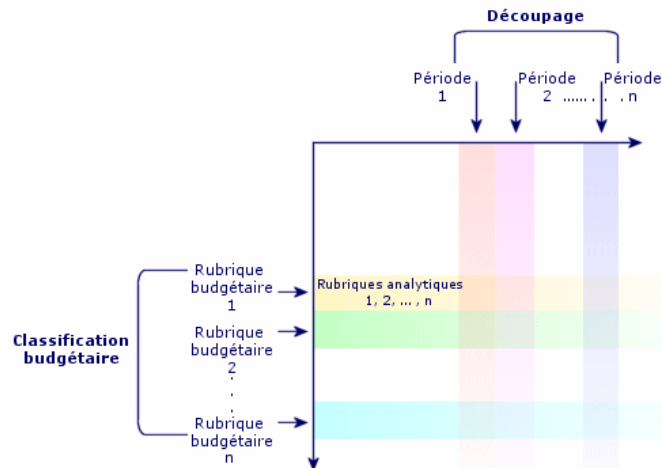 Découpage
Période
1
Période
2 ...... . . . n
Période
Rubrique
budgétaire
1
Rubriques analytiques
1, 2, ... , n
Classification
budgétaire
Rubrique
budgétaire
2
.
.
.
Rubrique
budgétaire
n